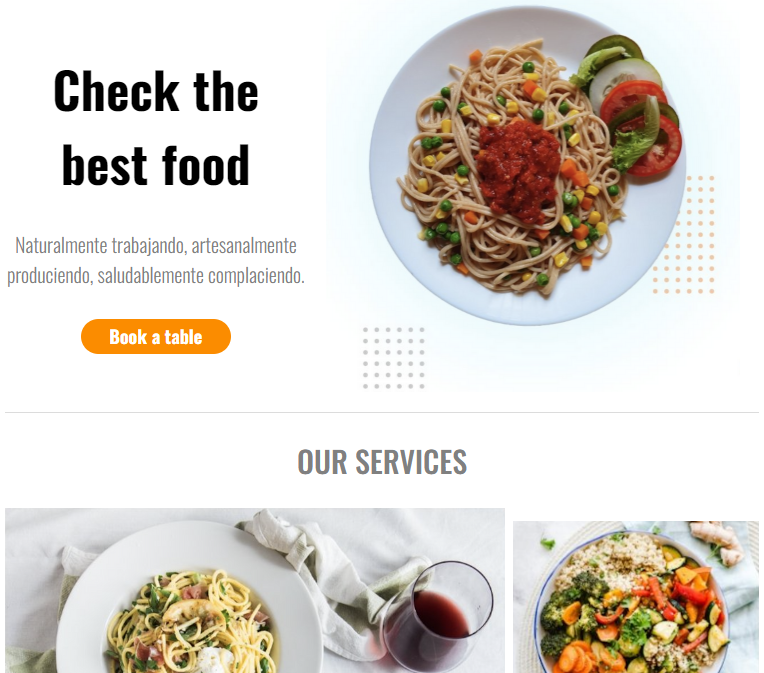 Check the
best food
Naturalmente trabajando, artesanalmente
produciendo, saludablemente complaciendo.
Book a table
OUR SERVICES